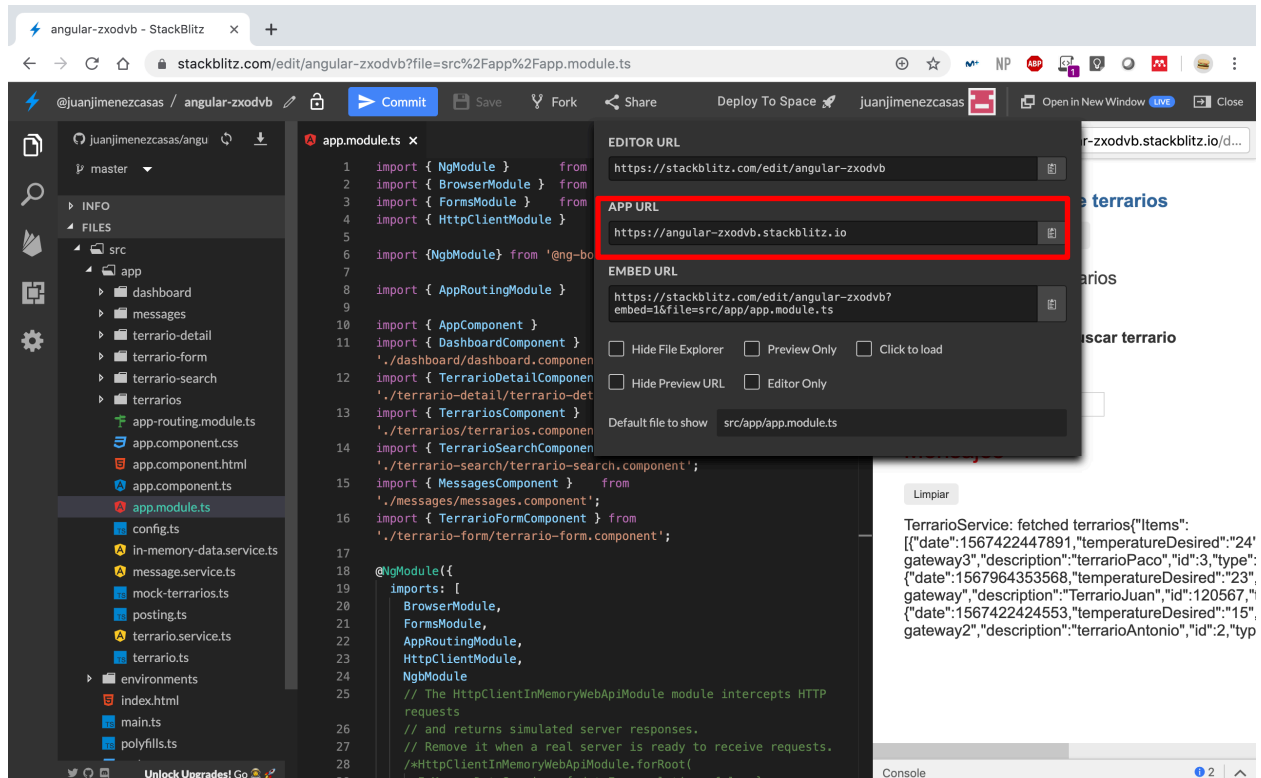 angular-zxodvb - StackBlitz
stackblitz.com/edit/angular-zxodvb?file=src%2Fapp%2Fapp.module.ts
NP
ABP
1
@juanjimenezcasas / angular-zxodvb
Commit
Save
Fork
Share
Deploy To Space
juanjimenezcasas
Open in New Window LIVE
Close
juanjimenezcasas/angu
master
INFO
FILES
src
app
dashboard
messages
terrario-detail
terrario-form
terrario-search
terrarios
app-routing.module.ts
app.component.css
app.component.html
app.component.ts
app.module.ts
config.ts
in-memory-data.service.ts
message.service.ts
mock-terrarios.ts
posting.ts
terrario.service.ts
terrario.ts
environments
index.html
main.ts
polyfills.ts
Unlock Upgrades! Go
app.module.ts
1 import { NgModule } from
2 import { BrowserModule } from
3 import { FormsModule } from
4 import { HttpClientModule }
5
6 import {NgbModule} from '@ng-bo
7
8 import { AppRoutingModule }
9
10 import { AppComponent }
11 import { DashboardComponent }
'./dashboard/dashboard.componen
12 import { TerrarioDetailComponen
'./terrario-detail/terrario-det
13 import { TerrariosComponent }
'./terrarios/terrarios.componen
14 import { TerrarioSearchComponen
'./terrario-search/terrario-search.component';
15 import { MessagesComponent } from
'./messages/messages.component';
16 import { TerrarioFormComponent } from
'./terrario-form/terrario-form.component';
17
18 @NgModule({
19 imports: [
20 BrowserModule,
21 FormsModule,
22 AppRoutingModule,
23 HttpClientModule,
24 NgbModule
25 // The HttpClientInMemoryWebApiModule module intercepts HTTP
requests
26 // and returns simulated server responses.
27 // Remove it when a real server is ready to receive requests.
28 /*HttpClientInMemoryWebApiModule.forRoot(
EDITOR URL
https://stackblitz.com/edit/angular-zxodvb
APP URL
https://angular-zxodvb.stackblitz.io
EMBED URL
https://stackblitz.com/edit/angular-zxodvb?
embed=1&file=src/app/app.module.ts
Hide File Explorer
Preview Only
Click to load
Hide Preview URL
Editor Only
Default file to show
src/app/app.module.ts
r-zxodvb.stackblitz.io/d...
e terrarios
arios
uscar terrario
Mensajes
Limpiar
TerrarioService: fetched terrarios{"Items":
[{"date":1567422447891,"temperatureDesired":"24"
gateway3","description":"terrarioPaco","id":3,"type":
{"date":1567964353568,"temperatureDesired":"23",
gateway","description":"TerrarioJuan","id":120567,"t
{"date":1567422424553,"temperatureDesired":"15",
gateway2","description":"terrarioAntonio","id":2,"typ
Console
2